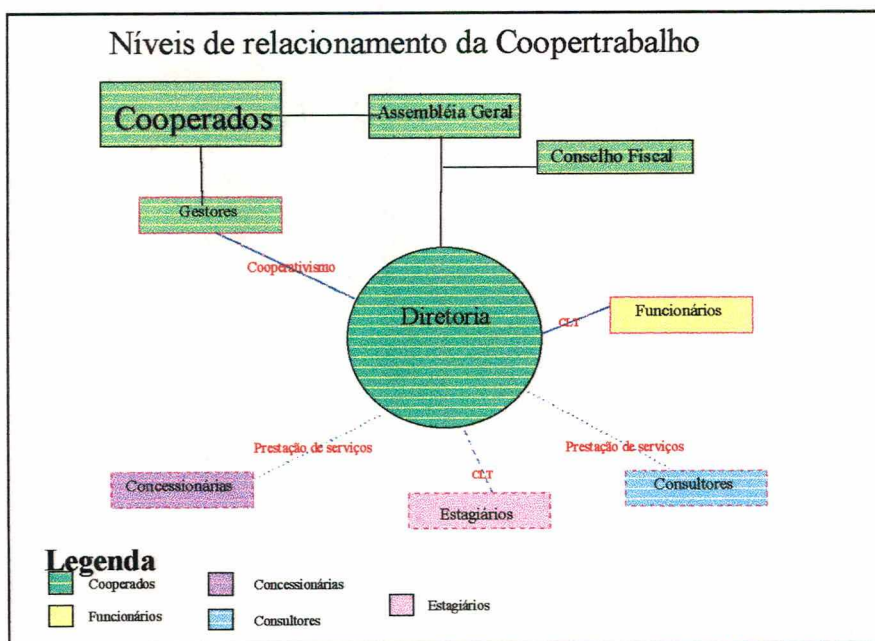 Níveis de relacionamento da Coopertrabalho
Cooperados
Assembléia Geral
Conselho Fiscal
Gestores
Cooperativismo
Diretoria
CLT
Funcionários
Prestação de serviços
Prestação de serviços
Concessionárias
CLT
Estagiários
Consultores
Legenda
Cooperados
Concessionárias
Estagiários
Funcionários
Consultores